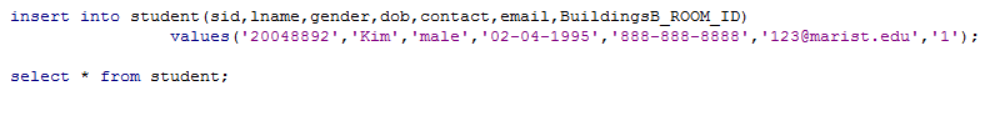 insert into student(sid,lname,gender,dob,contact,email,BuildingsB_ROOM_ID)
values('20048892','Kim','male','02-04-1995','888-888-8888','123@marist.edu','1');
select * from student;